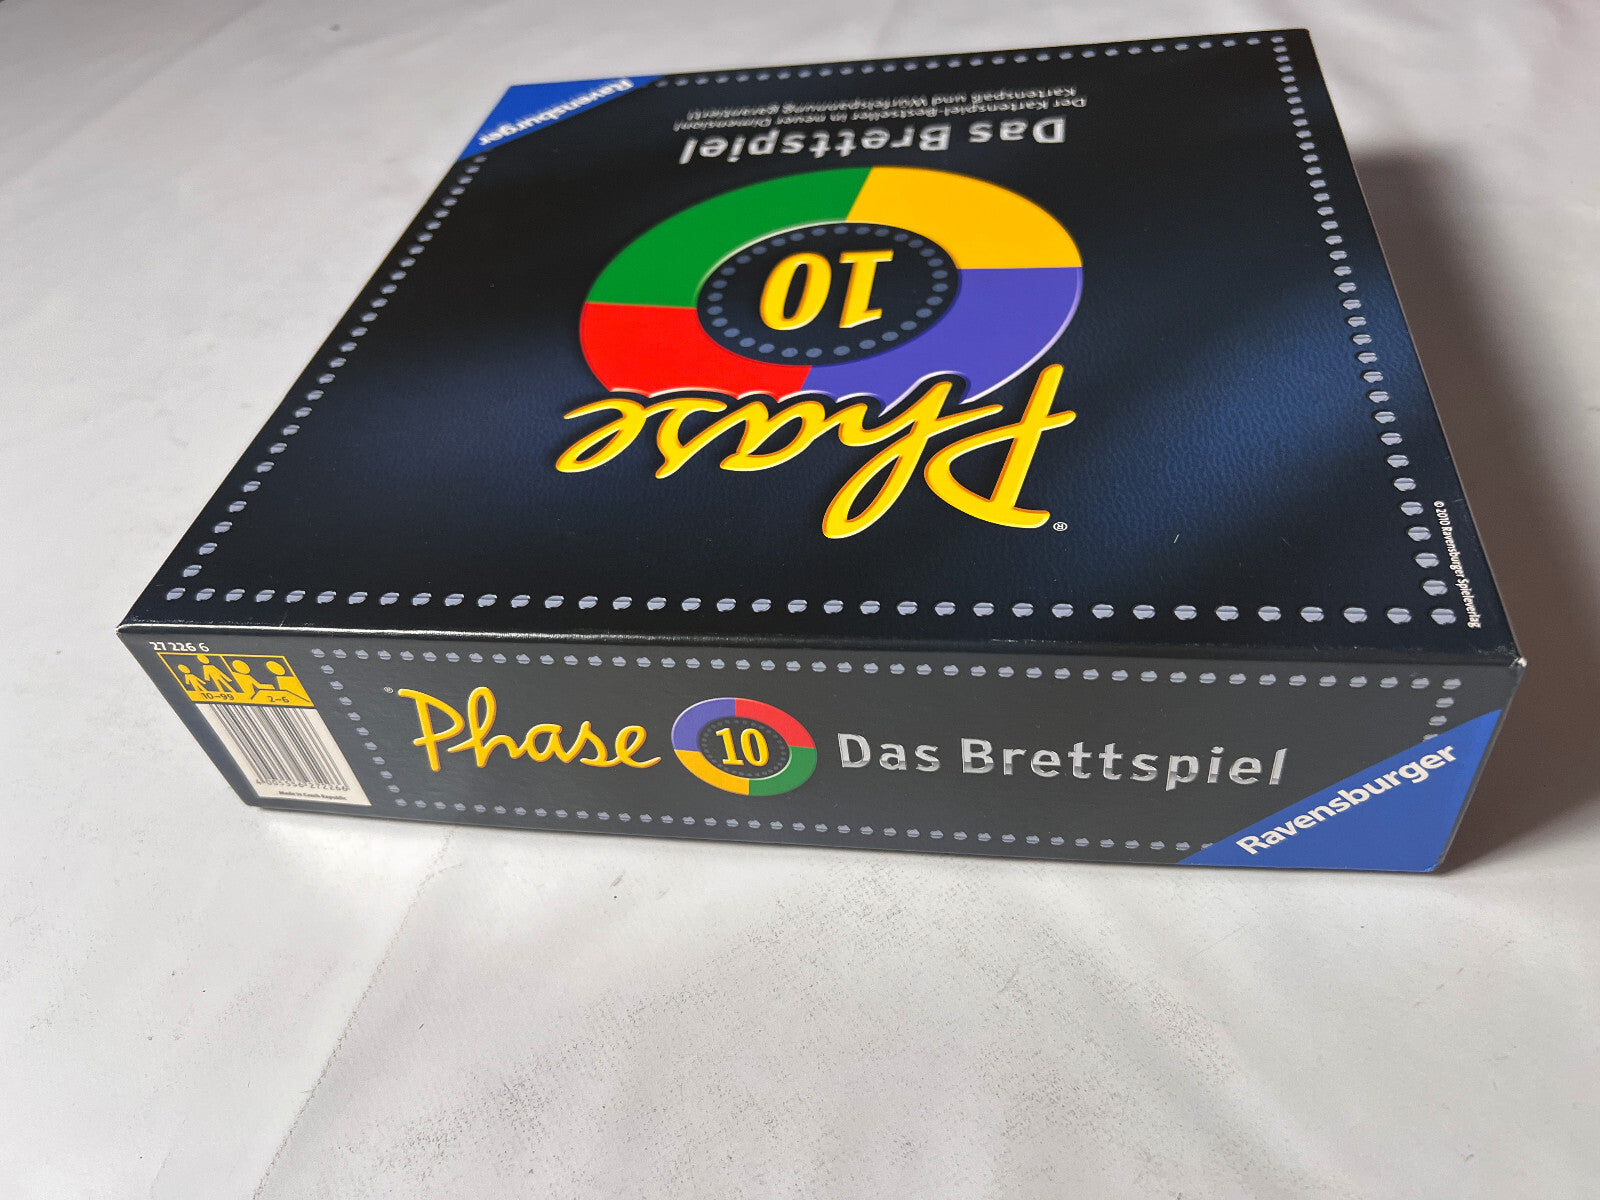 Ravensburger
Der Kartenspiel-Bestseller in neuer Dimension!
Kartenspaß und Würfelspannung garantiert!
Das Brettspiel
10
Phase®
© 2010 Ravensburger Spieleverlag
27 226 6
10–99
2–6
Made in Czech Republic
® Phase 10 Das Brettspiel
Ravensburger